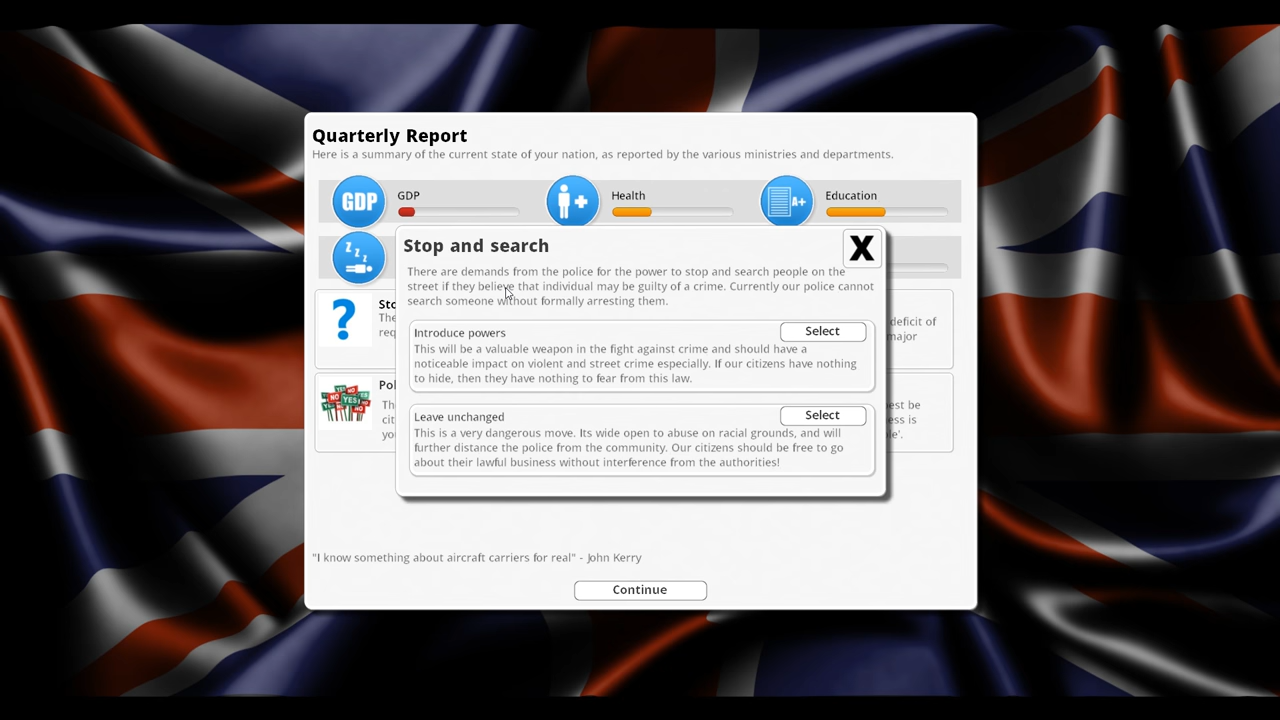 Quarterly Report
Here is a summary of the current state of your nation, as reported by the various ministries and departments.
GDP
GDP
Health
A+
Education
Z Z Z
Stop and search
X
There are demands from the police for the power to stop and search people on the
street if they believe that individual may be guilty of a crime. Currently our police cannot
search someone without formally arresting them.
Introduce powers
Select
This will be a valuable weapon in the fight against crime and should have a
noticeable impact on violent and street crime especially. If our citizens have nothing
to hide, then they have nothing to fear from this law.
Leave unchanged
Select
This is a very dangerous move. Its wide open to abuse on racial grounds, and will
further distance the police from the community. Our citizens should be free to go
about their lawful business without interference from the authorities!
?
deficit of
major
NO YES NO
"I know something about aircraft carriers for real" - John Kerry
Continue